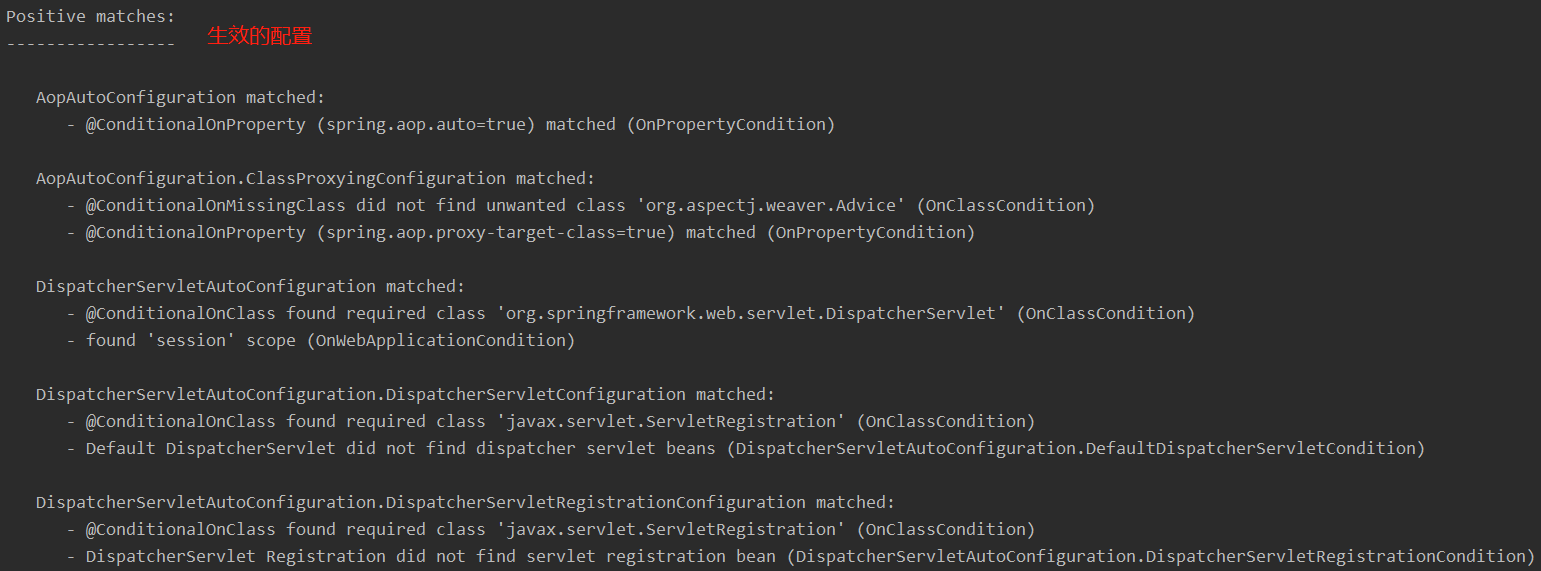 Positive matches:
-----------------
生效的配置
AopAutoConfiguration matched:
- @ConditionalOnProperty (spring.aop.auto=true) matched (OnPropertyCondition)
AopAutoConfiguration.ClassProxyingConfiguration matched:
- @ConditionalOnMissingClass did not find unwanted class 'org.aspectj.weaver.Advice' (OnClassCondition)
- @ConditionalOnProperty (spring.aop.proxy-target-class=true) matched (OnPropertyCondition)
DispatcherServletAutoConfiguration matched:
- @ConditionalOnClass found required class 'org.springframework.web.servlet.DispatcherServlet' (OnClassCondition)
- found 'session' scope (OnWebApplicationCondition)
DispatcherServletAutoConfiguration.DispatcherServletConfiguration matched:
- @ConditionalOnClass found required class 'javax.servlet.ServletRegistration' (OnClassCondition)
- Default DispatcherServlet did not find dispatcher servlet beans (DispatcherServletAutoConfiguration.DefaultDispatcherServletCondition)
DispatcherServletAutoConfiguration.DispatcherServletRegistrationConfiguration matched:
- @ConditionalOnClass found required class 'javax.servlet.ServletRegistration' (OnClassCondition)
- DispatcherServlet Registration did not find servlet registration bean (DispatcherServletAutoConfiguration.DispatcherServletRegistrationCondition)